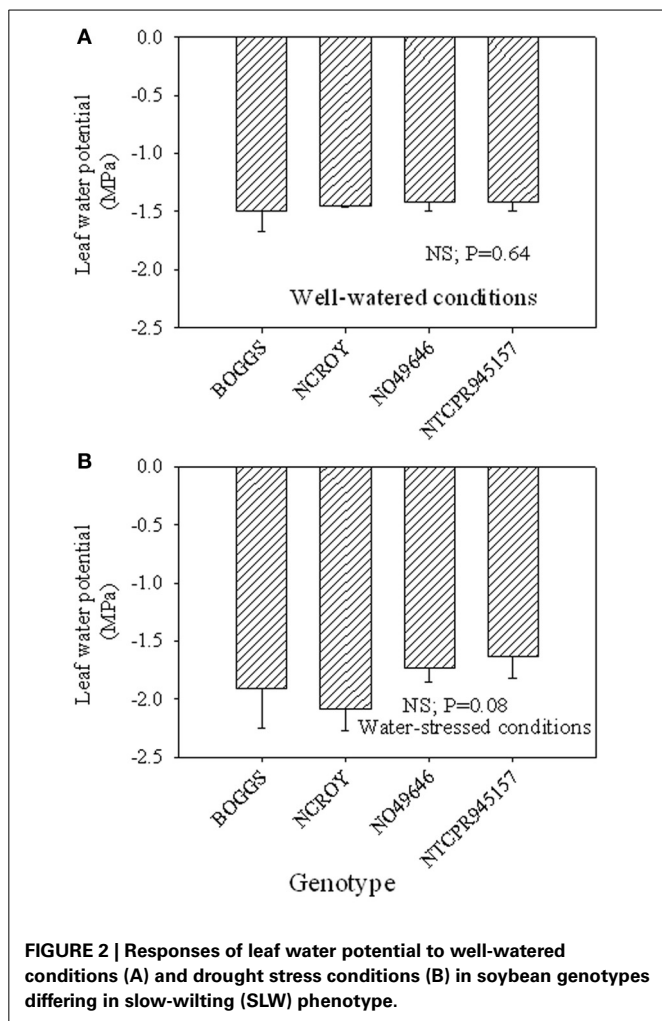 A
0.0
-0.5
-1.0
-1.5
-2.0
-2.5
Leaf water potential
(MPa)
NS; P=0.64
Well-watered conditions
BOGGS
NCROY
NO49646
NTCPR945157
B
0.0
-0.5
-1.0
-1.5
-2.0
-2.5
Leaf water potential
(MPa)
NS; P=0.08
Water-stressed conditions
BOGGS
NCROY
NO49646
NTCPR945157
Genotype
FIGURE 2 | Responses of leaf water potential to well-watered
conditions (A) and drought stress conditions (B) in soybean genotypes
differing in slow-wilting (SLW) phenotype.